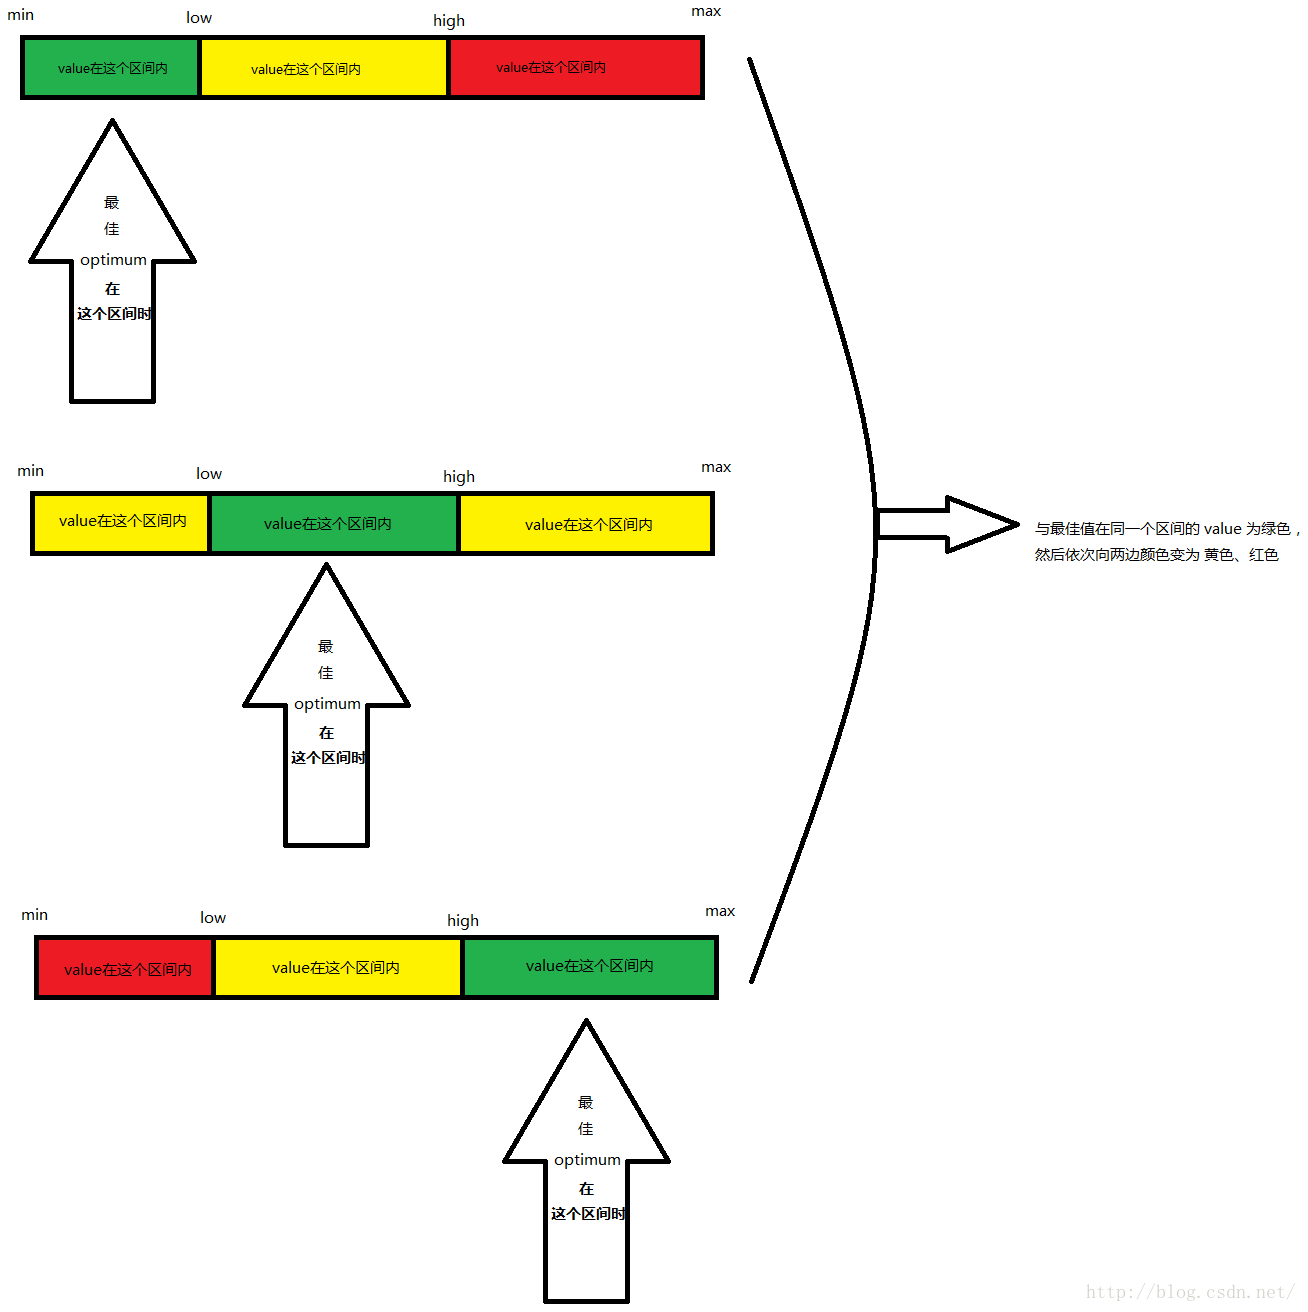 min low high max
value在这个区间内 value在这个区间内 value在这个区间内
最
佳
optimum
在
这个区间时
min low high max
value在这个区间内 value在这个区间内 value在这个区间内
最
佳
optimum
在
这个区间时
与最佳值在同一个区间的 value 为绿色，
然后依次向两边颜色变为 黄色、红色
min low high max
value在这个区间内 value在这个区间内 value在这个区间内
最
佳
optimum
在
这个区间时
http://blog.csdn.net/